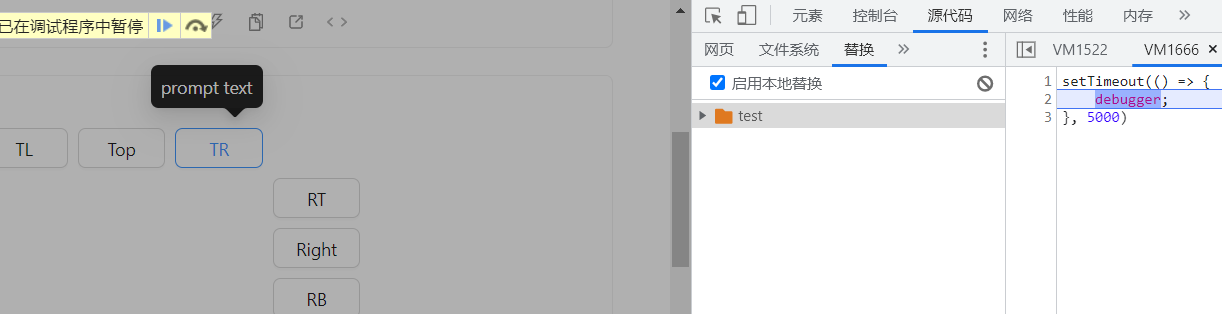 已在调试程序中暂停
prompt text
TL
Top
TR
RT
Right
RB
元素
控制台
源代码
网络
性能
内存
网页
文件系统
替换
VM1522
VM1666
启用本地替换
test
1 setTimeout(() => {
2 debugger;
3 }, 5000)